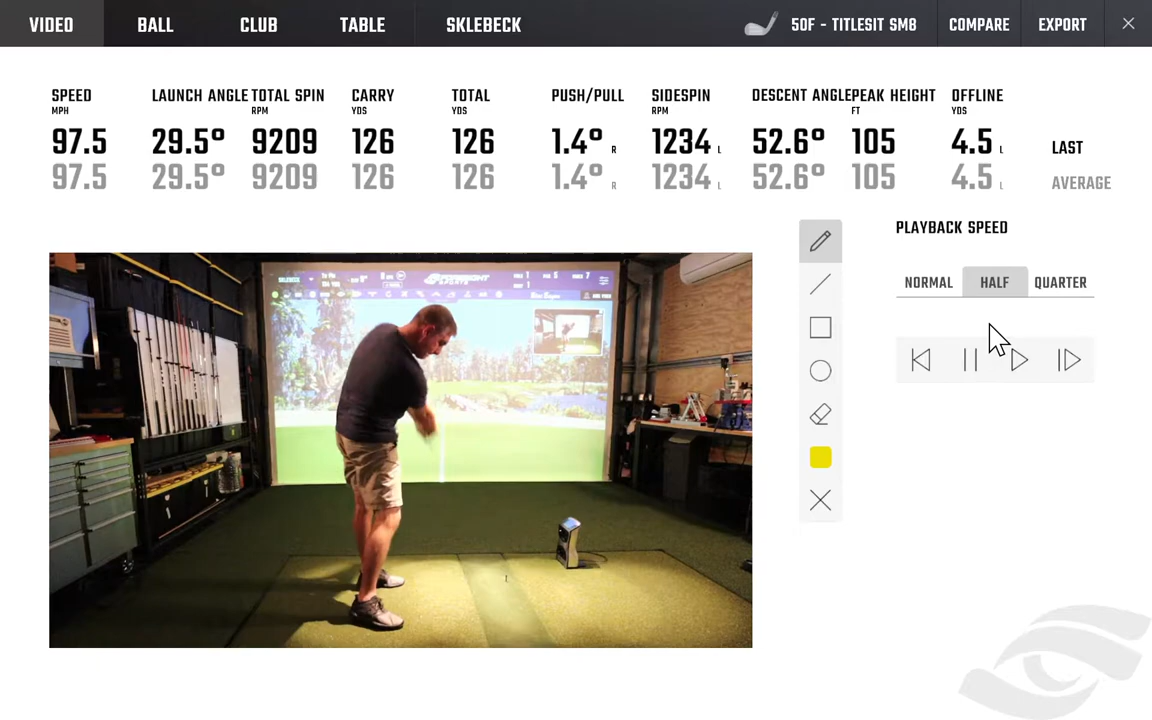 VIDEO BALL CLUB TABLE SKLEBECK 50F - TITLESIT SM8 COMPARE EXPORT
SPEED LAUNCH ANGLE TOTAL SPIN CARRY TOTAL PUSH/PULL SIDESPIN DESCENT ANGLE PEAK HEIGHT OFFLINE
MPH RPM YDS YDS RPM FT YDS
97.5 29.5° 9209 126 126 1.4° R 1234 L 52.6° 105 4.5 L LAST
97.5 29.5° 9209 126 126 1.4° R 1234 L 52.6° 105 4.5 L AVERAGE
PLAYBACK SPEED
NORMAL HALF QUARTER
SKLEBECK